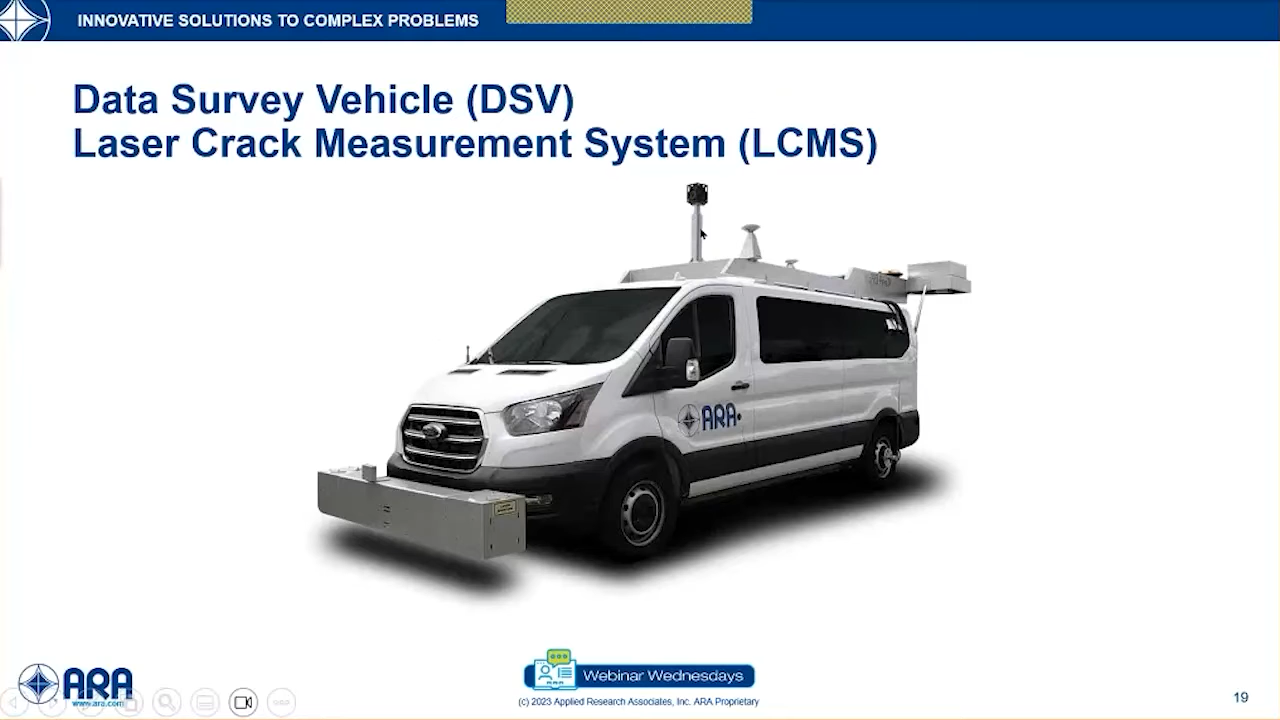 INNOVATIVE SOLUTIONS TO COMPLEX PROBLEMS
Data Survey Vehicle (DSV)
Laser Crack Measurement System (LCMS)
ARA
ARA
www.ara.com
Webinar Wednesdays
(c) 2023 Applied Research Associates, Inc. ARA Proprietary
19